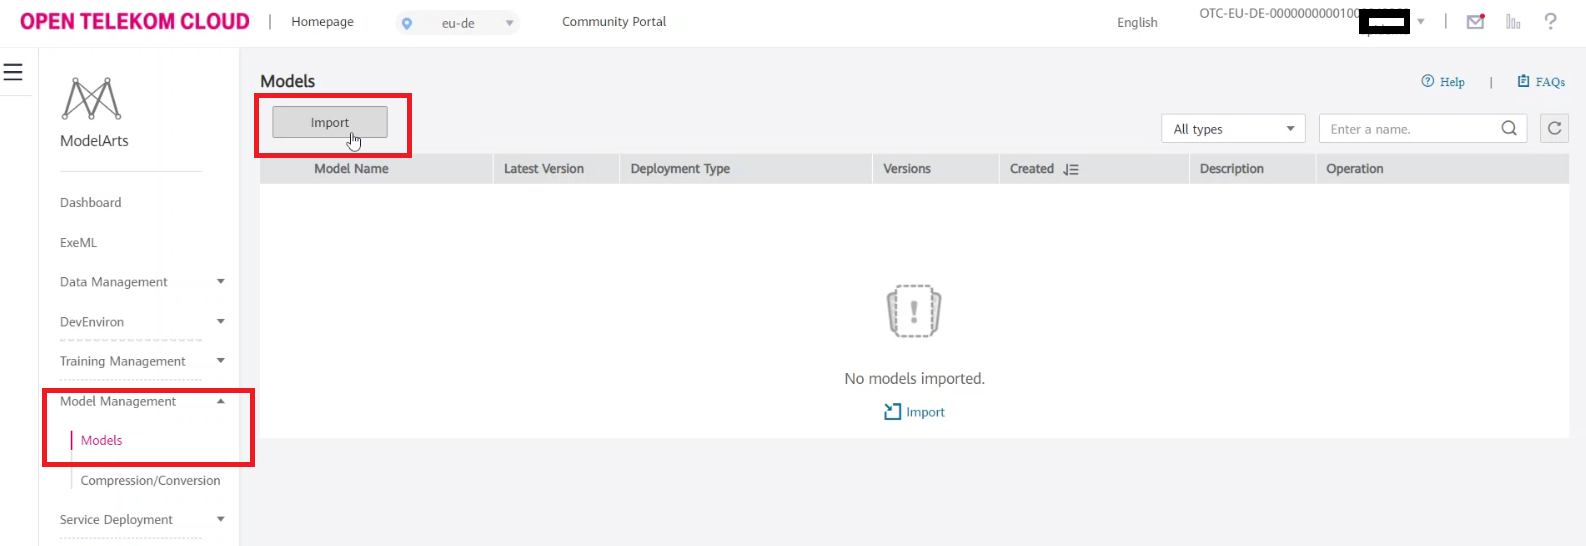 OPEN TELEKOM CLOUD | Homepage eu-de Community Portal English OTC-EU-DE-0000000000100
Models
Help | FAQs
Import
All types Enter a name.
ModelArts
Model Name Latest Version Deployment Type Versions Created Description Operation
Dashboard
ExeML
Data Management
DevEnviron
Training Management
Model Management
Models
Compression/Conversion
Service Deployment
No models imported.
Import